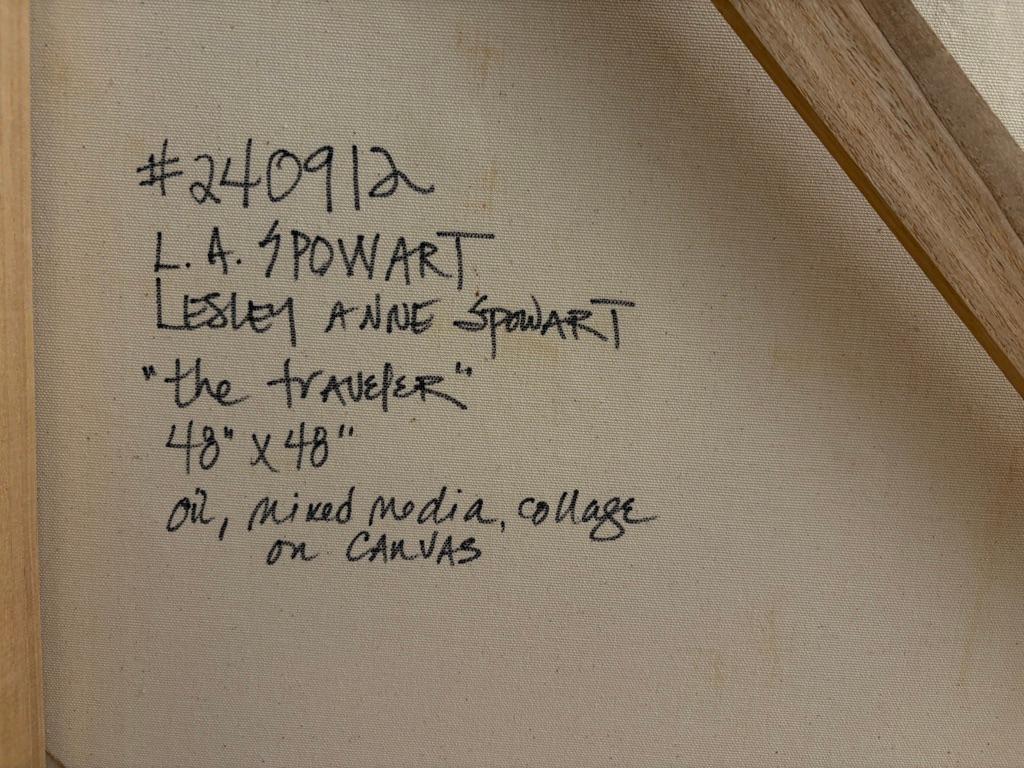 #240912
L. A. SPOWART
LESLEY ANNE SPOWART
"the traveler"
48" x 48"
oil, mixed media, collage
on CANVAS